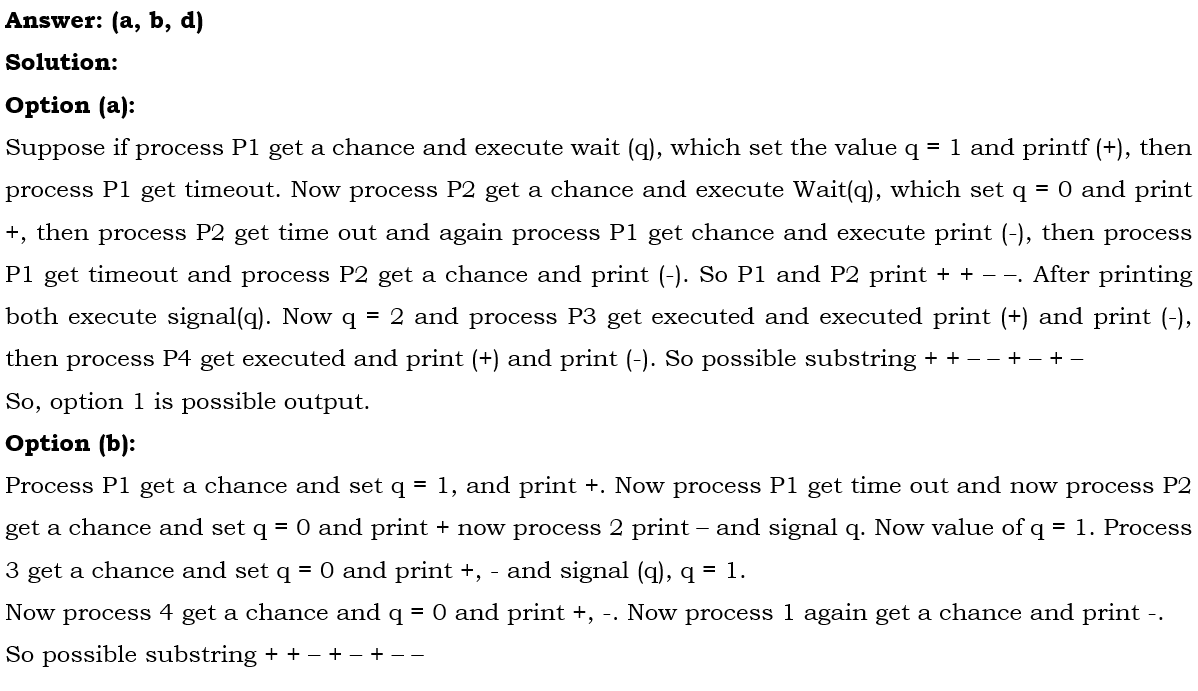 Answer: (a, b, d)
Solution:
Option (a):
Suppose if process P1 get a chance and execute wait (q), which set the value q = 1 and printf (+), then
process P1 get timeout. Now process P2 get a chance and execute Wait(q), which set q = 0 and print
+, then process P2 get time out and again process P1 get chance and execute print (-), then process
P1 get timeout and process P2 get a chance and print (-). So P1 and P2 print + + – –. After printing
both execute signal(q). Now q = 2 and process P3 get executed and executed print (+) and print (-),
then process P4 get executed and print (+) and print (-). So possible substring + + – – + – + –
So, option 1 is possible output.
Option (b):
Process P1 get a chance and set q = 1, and print +. Now process P1 get time out and now process P2
get a chance and set q = 0 and print + now process 2 print – and signal q. Now value of q = 1. Process
3 get a chance and set q = 0 and print +, - and signal (q), q = 1.
Now process 4 get a chance and q = 0 and print +, -. Now process 1 again get a chance and print -.
So possible substring + + – + – + – –